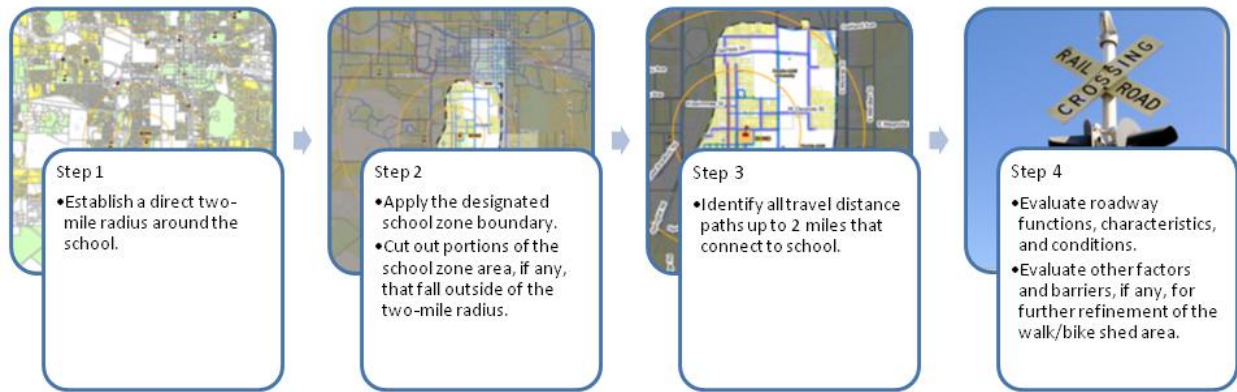 RAIL
ROAD
CROSSING
Step 1
•Establish a direct two-
mile radius around the
school.
Step 2
•Apply the designated
school zone boundary.
•Cut out portions of the
school zone area, if any,
that fall outside of the
two-mile radius.
Step 3
•Identify all travel distance
paths up to 2 miles that
connect to school.
Step 4
•Evaluate roadway
functions, characteristics,
and conditions.
•Evaluate other factors
and barriers, if any, for
further refinement of the
walk/bike shed area.